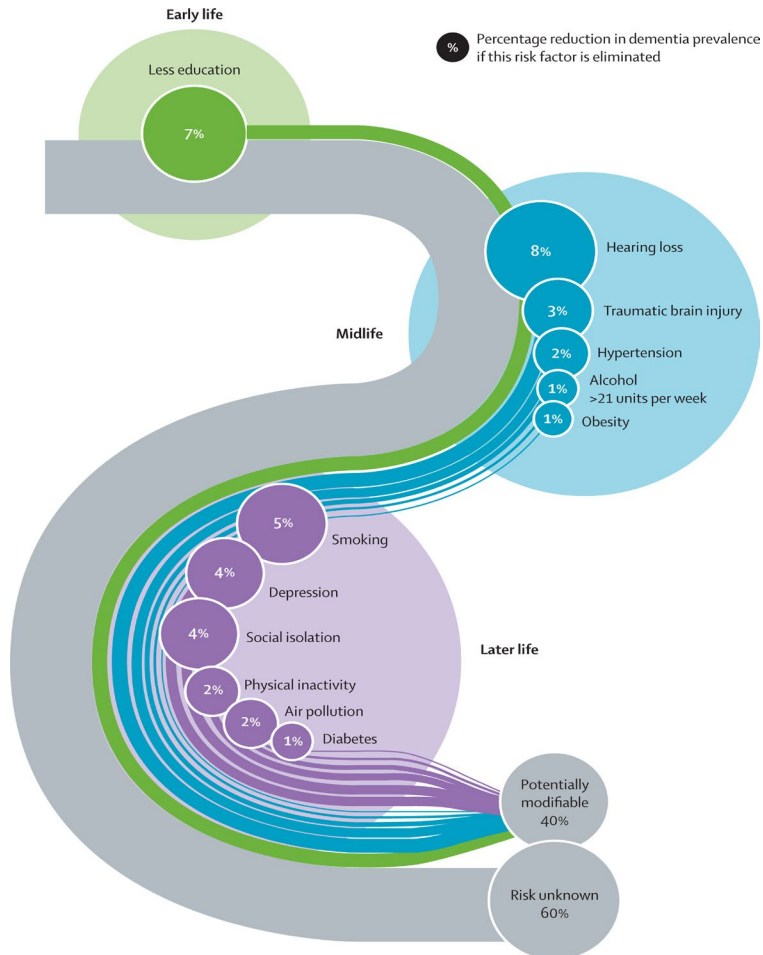 Early life
% Percentage reduction in dementia prevalence
if this risk factor is eliminated
Less education
7%
8%
Hearing loss
3%
Traumatic brain injury
Midlife
2%
Hypertension
1%
Alcohol
>21 units per week
1%
Obesity
5%
Smoking
4%
Depression
4%
Social isolation
Later life
2%
Physical inactivity
2%
Air pollution
1%
Diabetes
Potentially
modifiable
40%
Risk unknown
60%